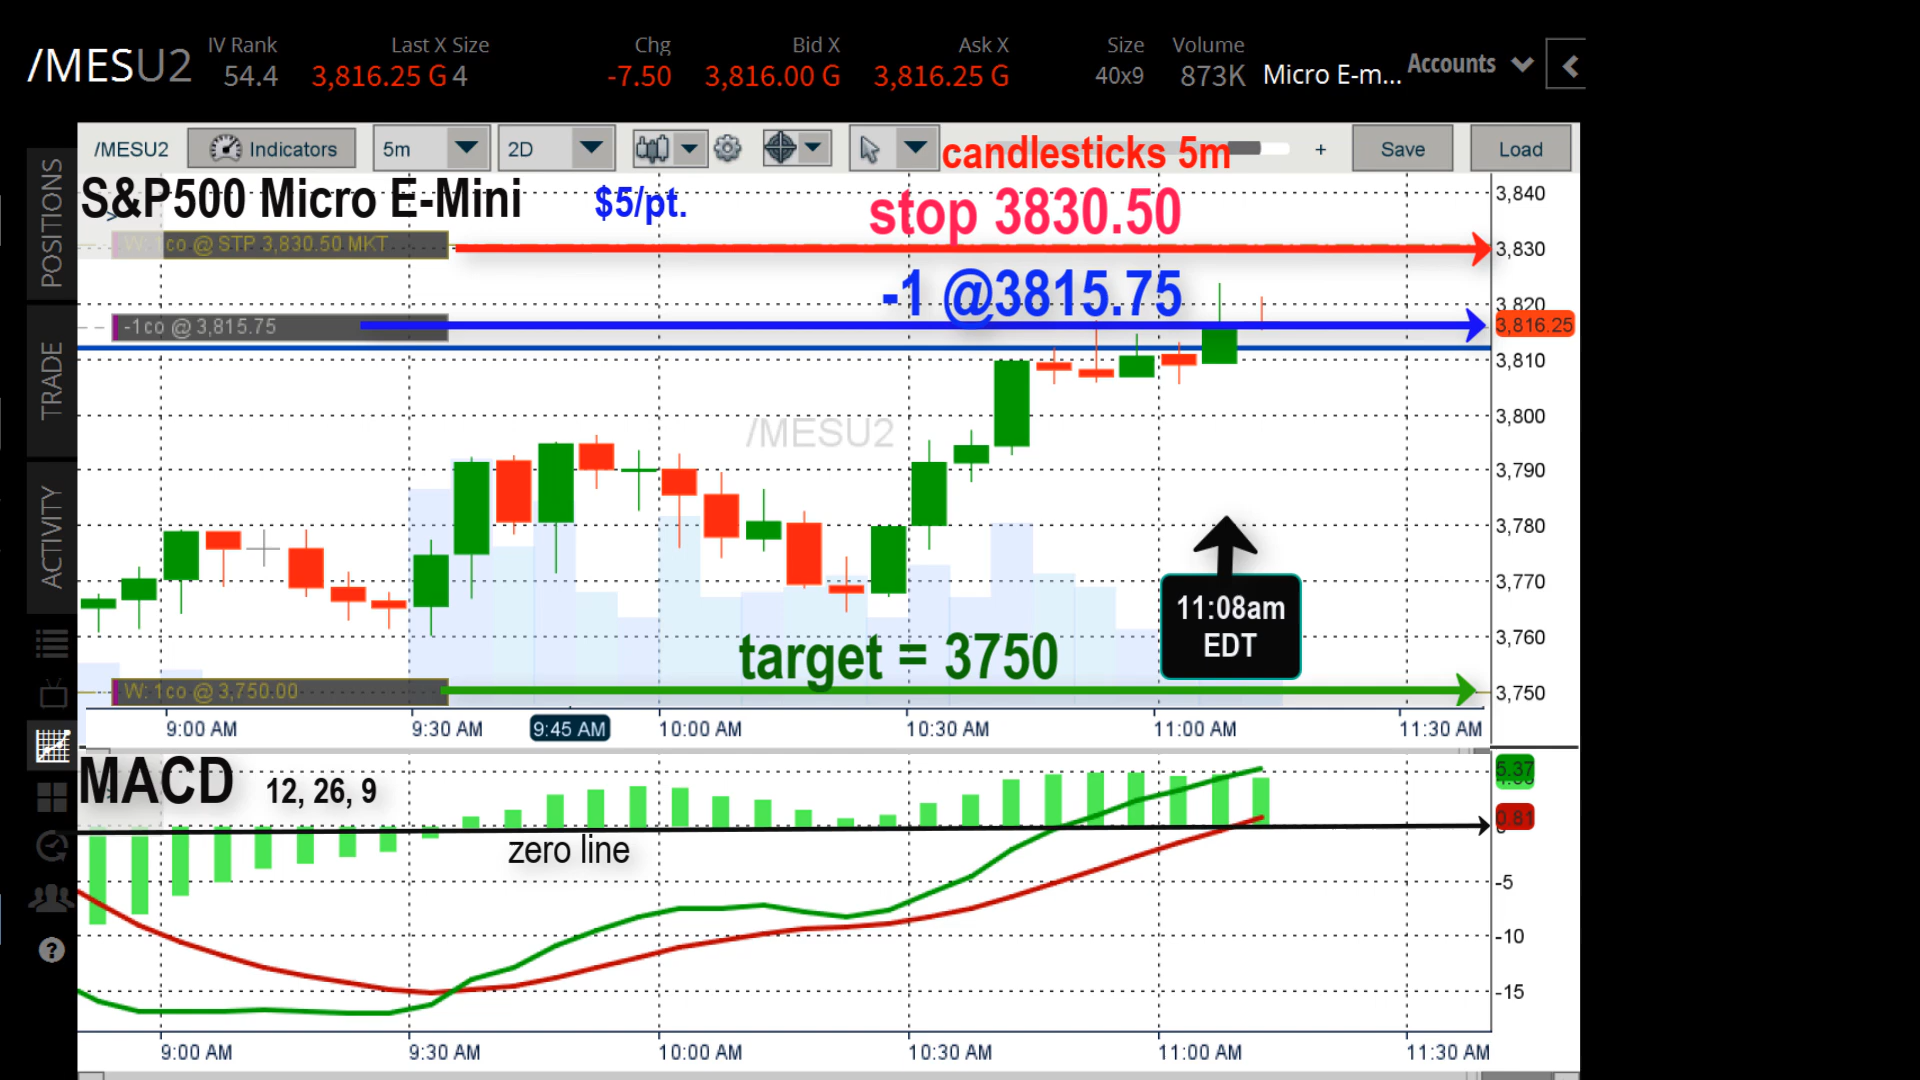 /MESU2
IV Rank
54.4
Last X Size
3,816.25 G 4
Chg
-7.50
Bid X
3,816.00 G
Ask X
3,816.25 G
Size
40x9
Volume
873K
Micro E-m...
Accounts
POSITIONS
TRADE
ACTIVITY
/MESU2
Indicators
5m
2D
candlesticks 5m
+
Save
Load
S&P500 Micro E-Mini
$5/pt.
stop 3830.50
W: 1co @ STP 3,830.50 MKT
-1 @3815.75
-1co @ 3,815.75
/MESU2
11:08am
EDT
target = 3750
W: 1co @ 3,750.00
3,840
3,830
3,820
3,816.25
3,810
3,800
3,790
3,780
3,770
3,760
3,750
9:00 AM
9:30 AM
9:45 AM
10:00 AM
10:30 AM
11:00 AM
11:30 AM
MACD
12, 26, 9
zero line
5.37
0.81
-5
-10
-15
9:00 AM
9:30 AM
10:00 AM
10:30 AM
11:00 AM
11:30 AM
?